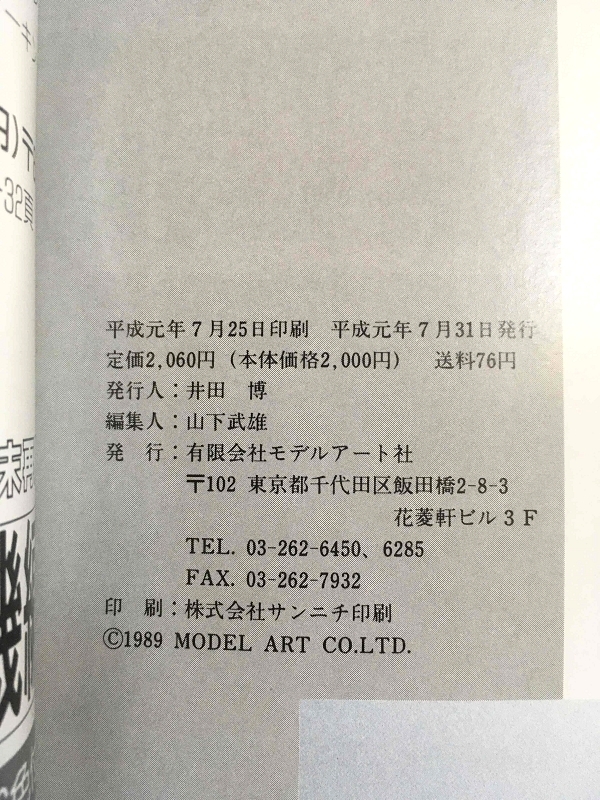 平成元年7月25日印刷　平成元年7月31日発行
定価2,060円（本体価格2,000円）　送料76円
発行人：井田　博
編集人：山下武雄
発　行：有限会社モデルアート社
〒102 東京都千代田区飯田橋2-8-3
花菱軒ビル３Ｆ
TEL. 03-262-6450、6285
FAX. 03-262-7932
印　刷：株式会社サンニチ印刷
©1989 MODEL ART CO.LTD.
32頁